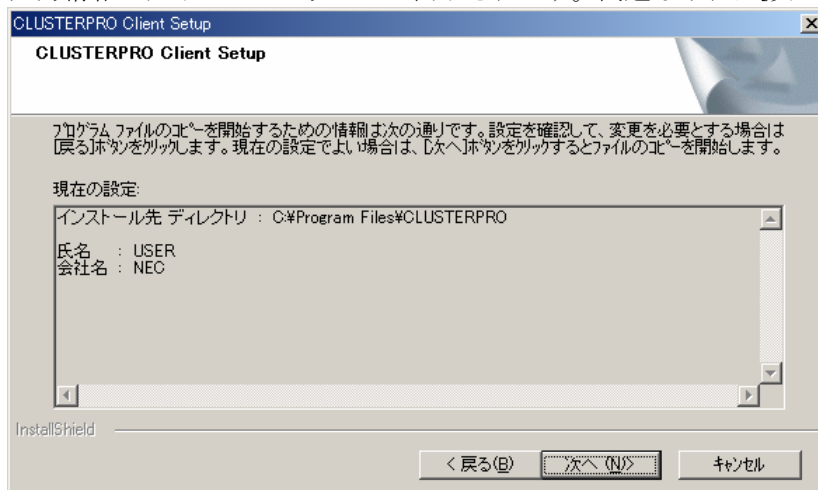 CLUSTERPRO Client Setup
CLUSTERPRO Client Setup
ﾌﾟﾛｸﾞﾗﾑ ﾌｧｲﾙのｺﾋﾟｰを開始するための情報は次の通りです。設定を確認して、変更を必要とする場合は
[戻る]ﾎﾞﾀﾝをｸﾘｯｸします。現在の設定でよい場合は、[次へ]ﾎﾞﾀﾝをｸﾘｯｸするとﾌｧｲﾙのｺﾋﾟｰを開始します。
現在の設定:
インストール先 ディレクトリ : C:¥Program Files¥CLUSTERPRO
氏名 : USER
会社名 : NEC
InstallShield
< 戻る(B)
次へ (N)>
ｷｬﾝｾﾙ